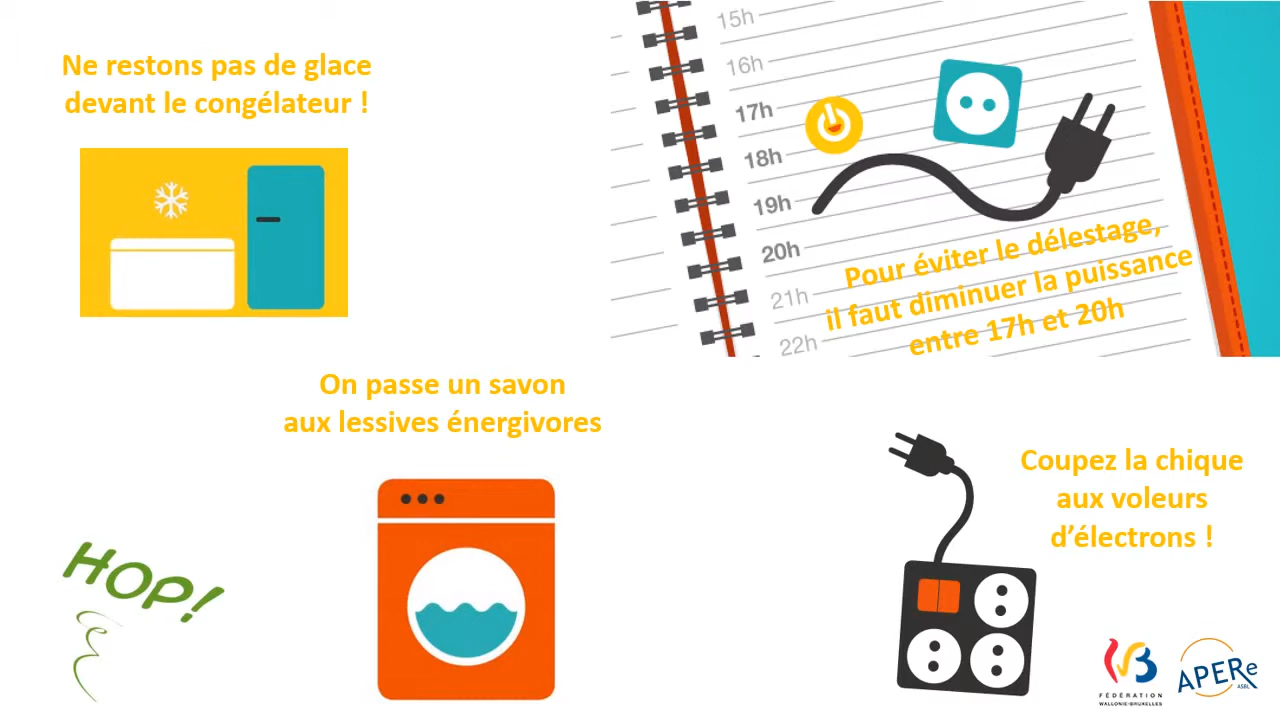 Ne restons pas de glace
devant le congélateur !
15h
16h
17h
18h
19h
20h
21h
22h
Pour éviter le délestage,
il faut diminuer la puissance
entre 17h et 20h
On passe un savon
aux lessives énergivores
Coupez la chique
aux voleurs
d’électrons !
HOP!
FÉDÉRATION
WALLONIE-BRUXELLES
APERe
ASBL